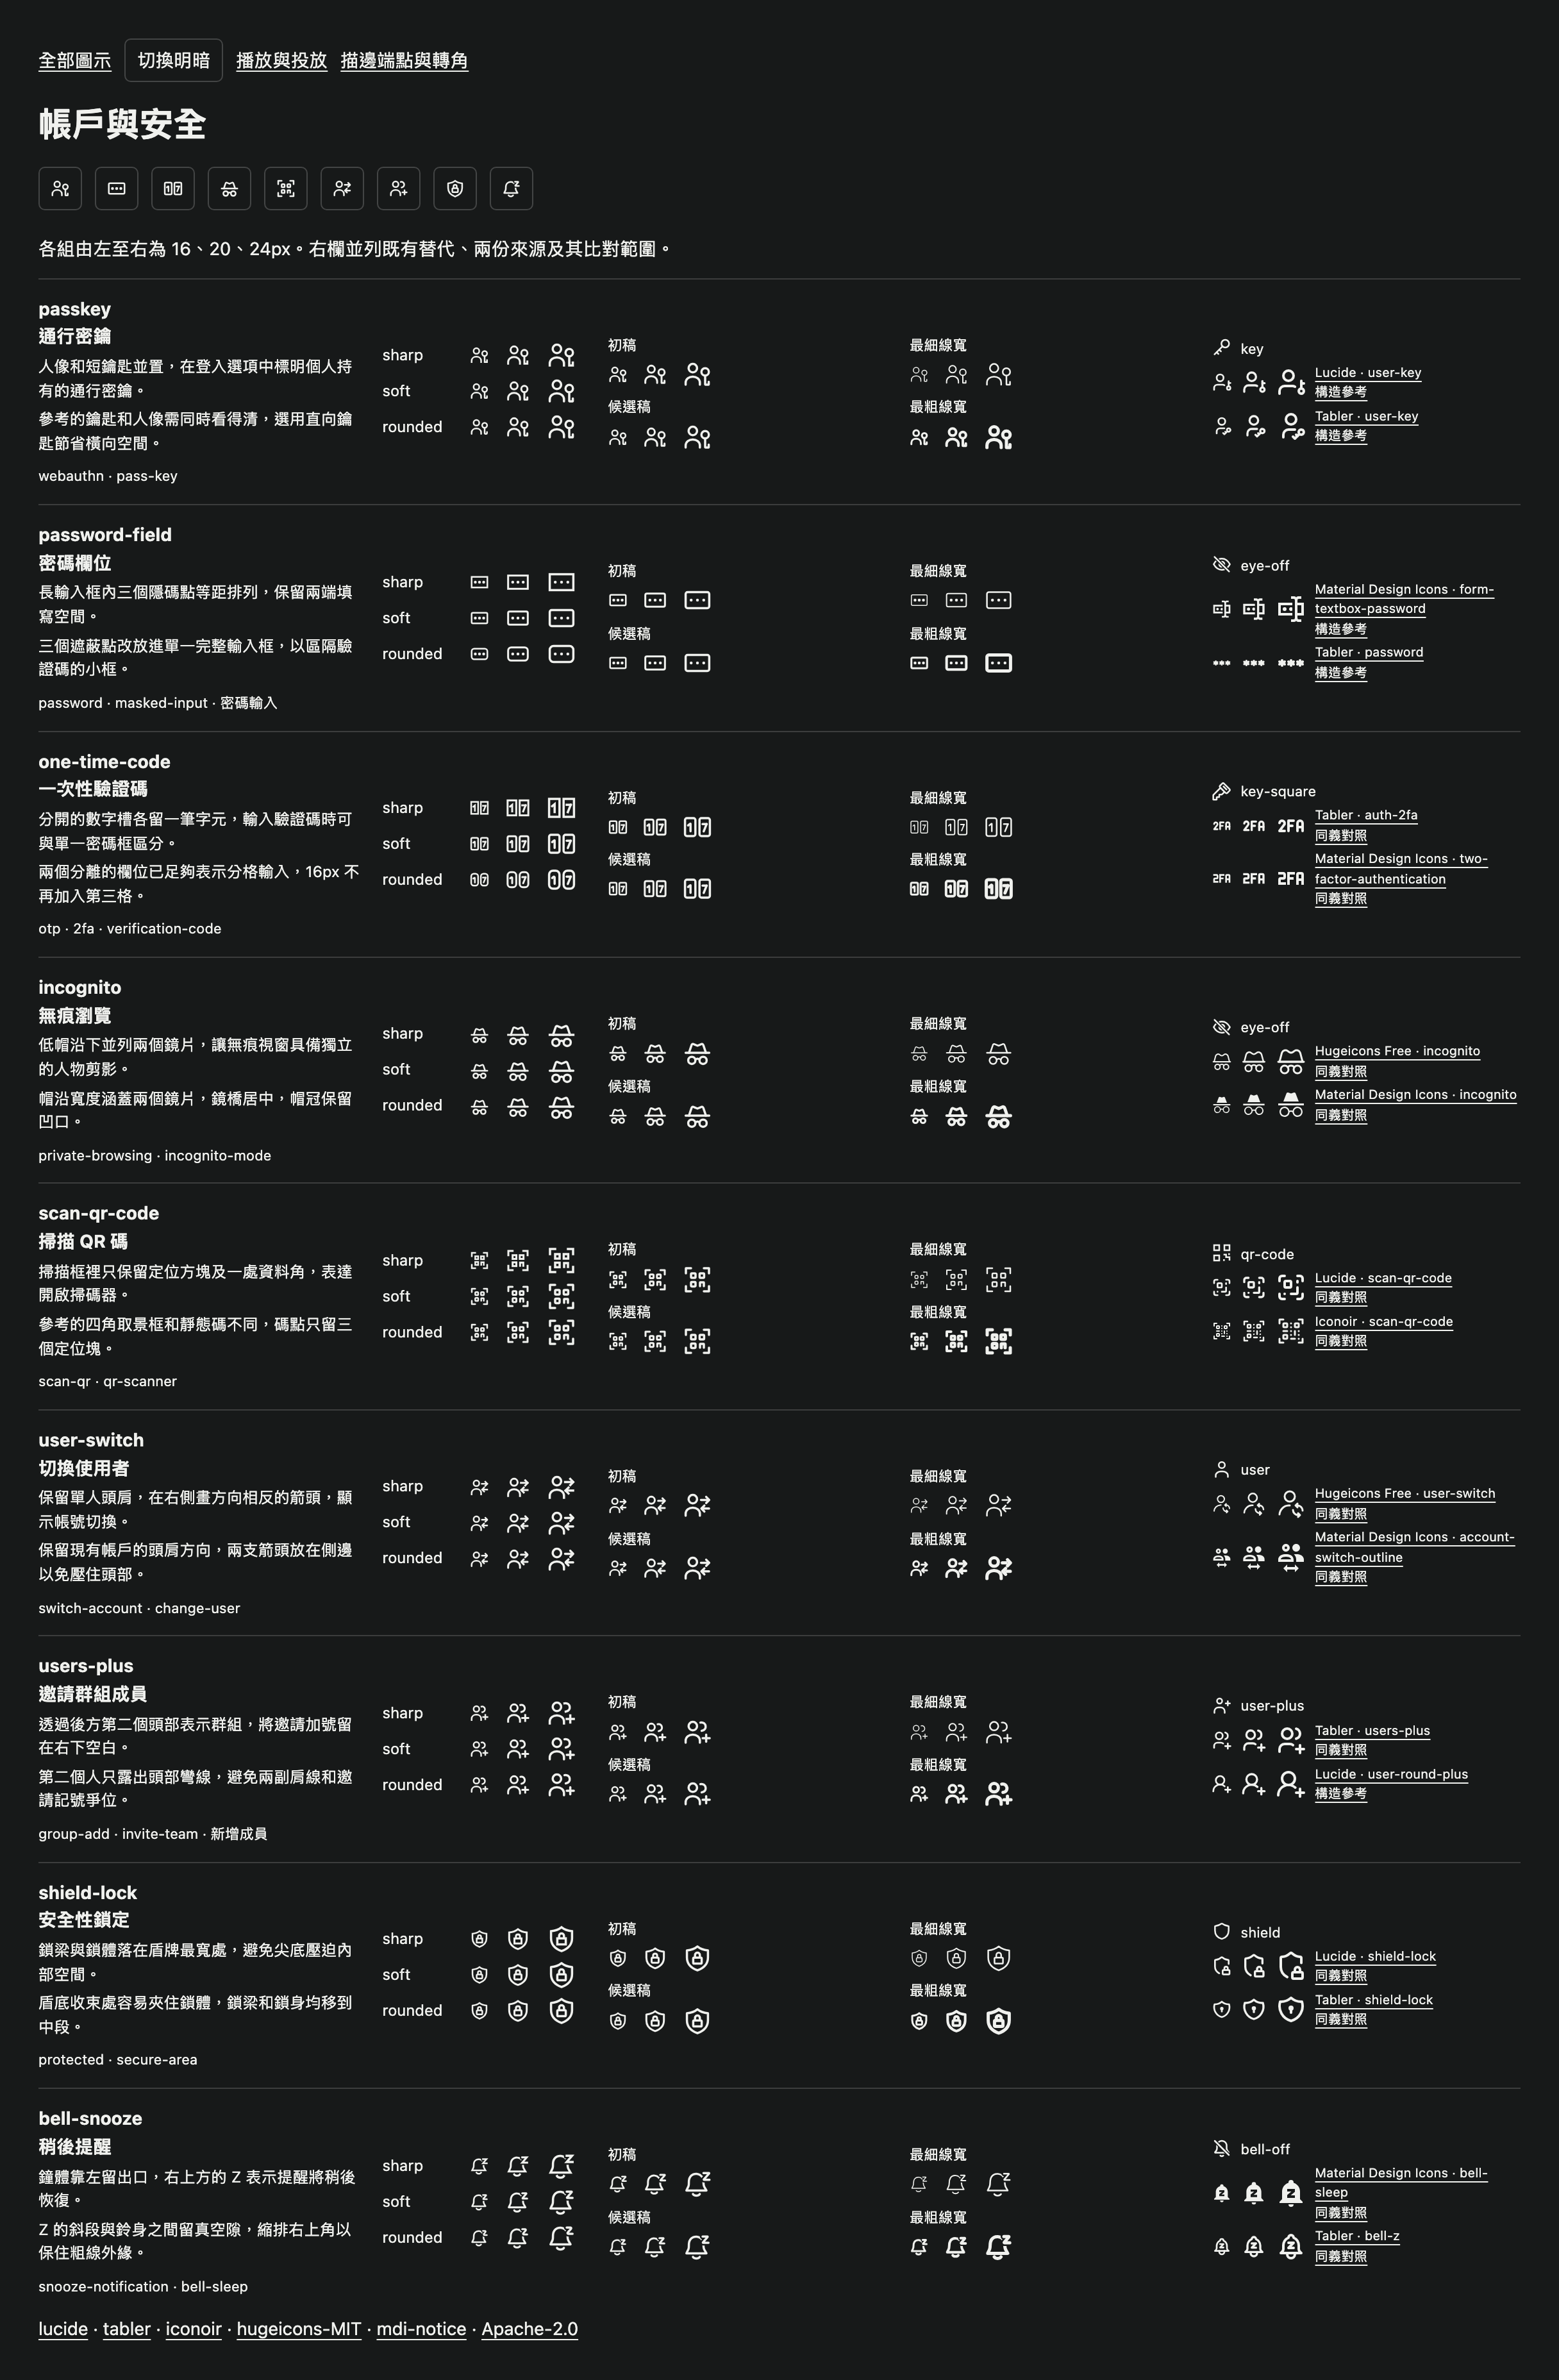 全部圖示 切換明暗 播放與投放 描邊端點與轉角
帳戶與安全
各組由左至右為 16、20、24px。右欄並列既有替代、兩份來源及其比對範圍。
passkey
通行密鑰
人像和短鑰匙並置，在登入選項中標明個人持
有的通行密鑰。
參考的鑰匙和人像需同時看得清，選用直向鑰
匙節省橫向空間。
webauthn · pass-key
sharp
soft
rounded
初稿
候選稿
最細線寬
最粗線寬
key
Lucide · user-key
構造參考
Tabler · user-key
構造參考
password-field
密碼欄位
長輸入框內三個隱碼點等距排列，保留兩端填
寫空間。
三個遮蔽點改放進單一完整輸入框，以區隔驗
證碼的小框。
password · masked-input · 密碼輸入
sharp
soft
rounded
初稿
候選稿
最細線寬
最粗線寬
eye-off
Material Design Icons · form-
textbox-password
構造參考
Tabler · password
構造參考
one-time-code
一次性驗證碼
分開的數字槽各留一筆字元，輸入驗證碼時可
與單一密碼框區分。
兩個分離的欄位已足夠表示分格輸入，16px 不
再加入第三格。
otp · 2fa · verification-code
sharp
soft
rounded
初稿
候選稿
最細線寬
最粗線寬
key-square
2FA 2FA 2FA
Tabler · auth-2fa
同義對照
2FA 2FA 2FA
Material Design Icons · two-
factor-authentication
同義對照
incognito
無痕瀏覽
低帽沿下並列兩個鏡片，讓無痕視窗具備獨立
的人物剪影。
帽沿寬度涵蓋兩個鏡片，鏡橋居中，帽冠保留
凹口。
private-browsing · incognito-mode
sharp
soft
rounded
初稿
候選稿
最細線寬
最粗線寬
eye-off
Hugeicons Free · incognito
同義對照
Material Design Icons · incognito
同義對照
scan-qr-code
掃描 QR 碼
掃描框裡只保留定位方塊及一處資料角，表達
開啟掃碼器。
參考的四角取景框和靜態碼不同，碼點只留三
個定位塊。
scan-qr · qr-scanner
sharp
soft
rounded
初稿
候選稿
最細線寬
最粗線寬
qr-code
Lucide · scan-qr-code
同義對照
Iconoir · scan-qr-code
同義對照
user-switch
切換使用者
保留單人頭肩，在右側畫方向相反的箭頭，顯
示帳號切換。
保留現有帳戶的頭肩方向，兩支箭頭放在側邊
以免壓住頭部。
switch-account · change-user
sharp
soft
rounded
初稿
候選稿
最細線寬
最粗線寬
user
Hugeicons Free · user-switch
同義對照
Material Design Icons · account-
switch-outline
同義對照
users-plus
邀請群組成員
透過後方第二個頭部表示群組，將邀請加號留
在右下空白。
第二個人只露出頭部彎線，避免兩副肩線和邀
請記號爭位。
group-add · invite-team · 新增成員
sharp
soft
rounded
初稿
候選稿
最細線寬
最粗線寬
user-plus
Tabler · users-plus
同義對照
Lucide · user-round-plus
構造參考
shield-lock
安全性鎖定
鎖梁與鎖體落在盾牌最寬處，避免尖底壓迫內
部空間。
盾底收束處容易夾住鎖體，鎖梁和鎖身均移到
中段。
protected · secure-area
sharp
soft
rounded
初稿
候選稿
最細線寬
最粗線寬
shield
Lucide · shield-lock
同義對照
Tabler · shield-lock
同義對照
bell-snooze
稍後提醒
鐘體靠左留出口，右上方的 Z 表示提醒將稍後
恢復。
Z 的斜段與鈴身之間留真空隙，縮排右上角以
保住粗線外緣。
snooze-notification · bell-sleep
sharp
soft
rounded
初稿
候選稿
最細線寬
最粗線寬
bell-off
Material Design Icons · bell-
sleep
同義對照
Tabler · bell-z
同義對照
lucide · tabler · iconoir · hugeicons-MIT · mdi-notice · Apache-2.0